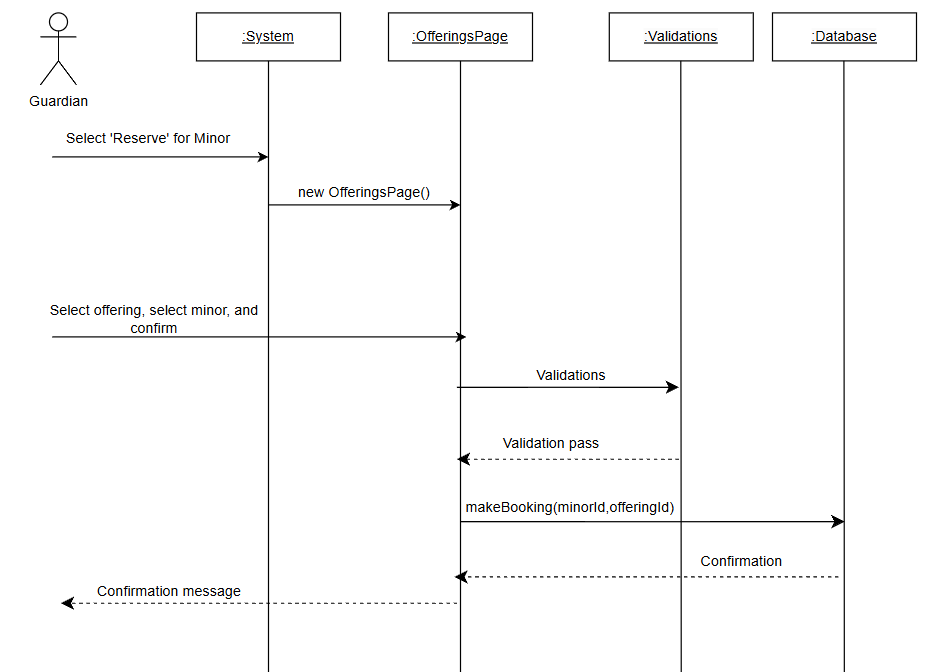 :System
:OfferingsPage
:Validations
:Database
Guardian
Select 'Reserve' for Minor
new OfferingsPage()
Select offering, select minor, and
confirm
Validations
Validation pass
makeBooking(minorId,offeringId)
Confirmation
Confirmation message